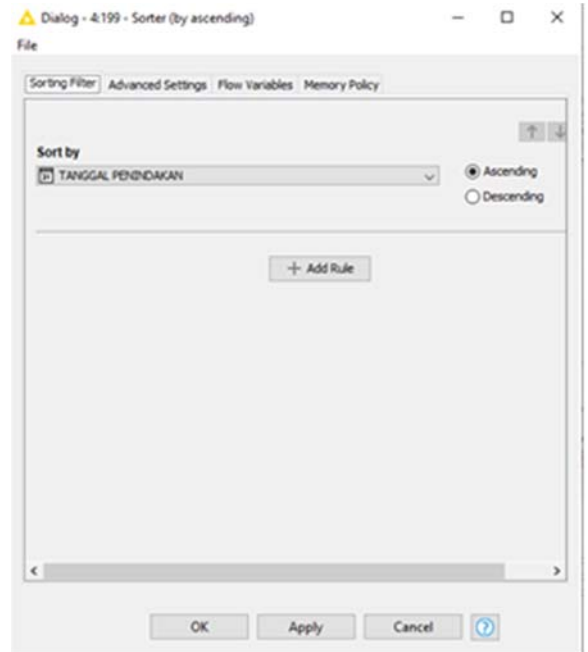 Dialog - 4:199 - Sorter (by ascending)
File
Sorting Filter Advanced Settings Flow Variables Memory Policy
Sort by
TANGGAL PENINDAKAN
Ascending
Descending
+ Add Rule
OK Apply Cancel ?